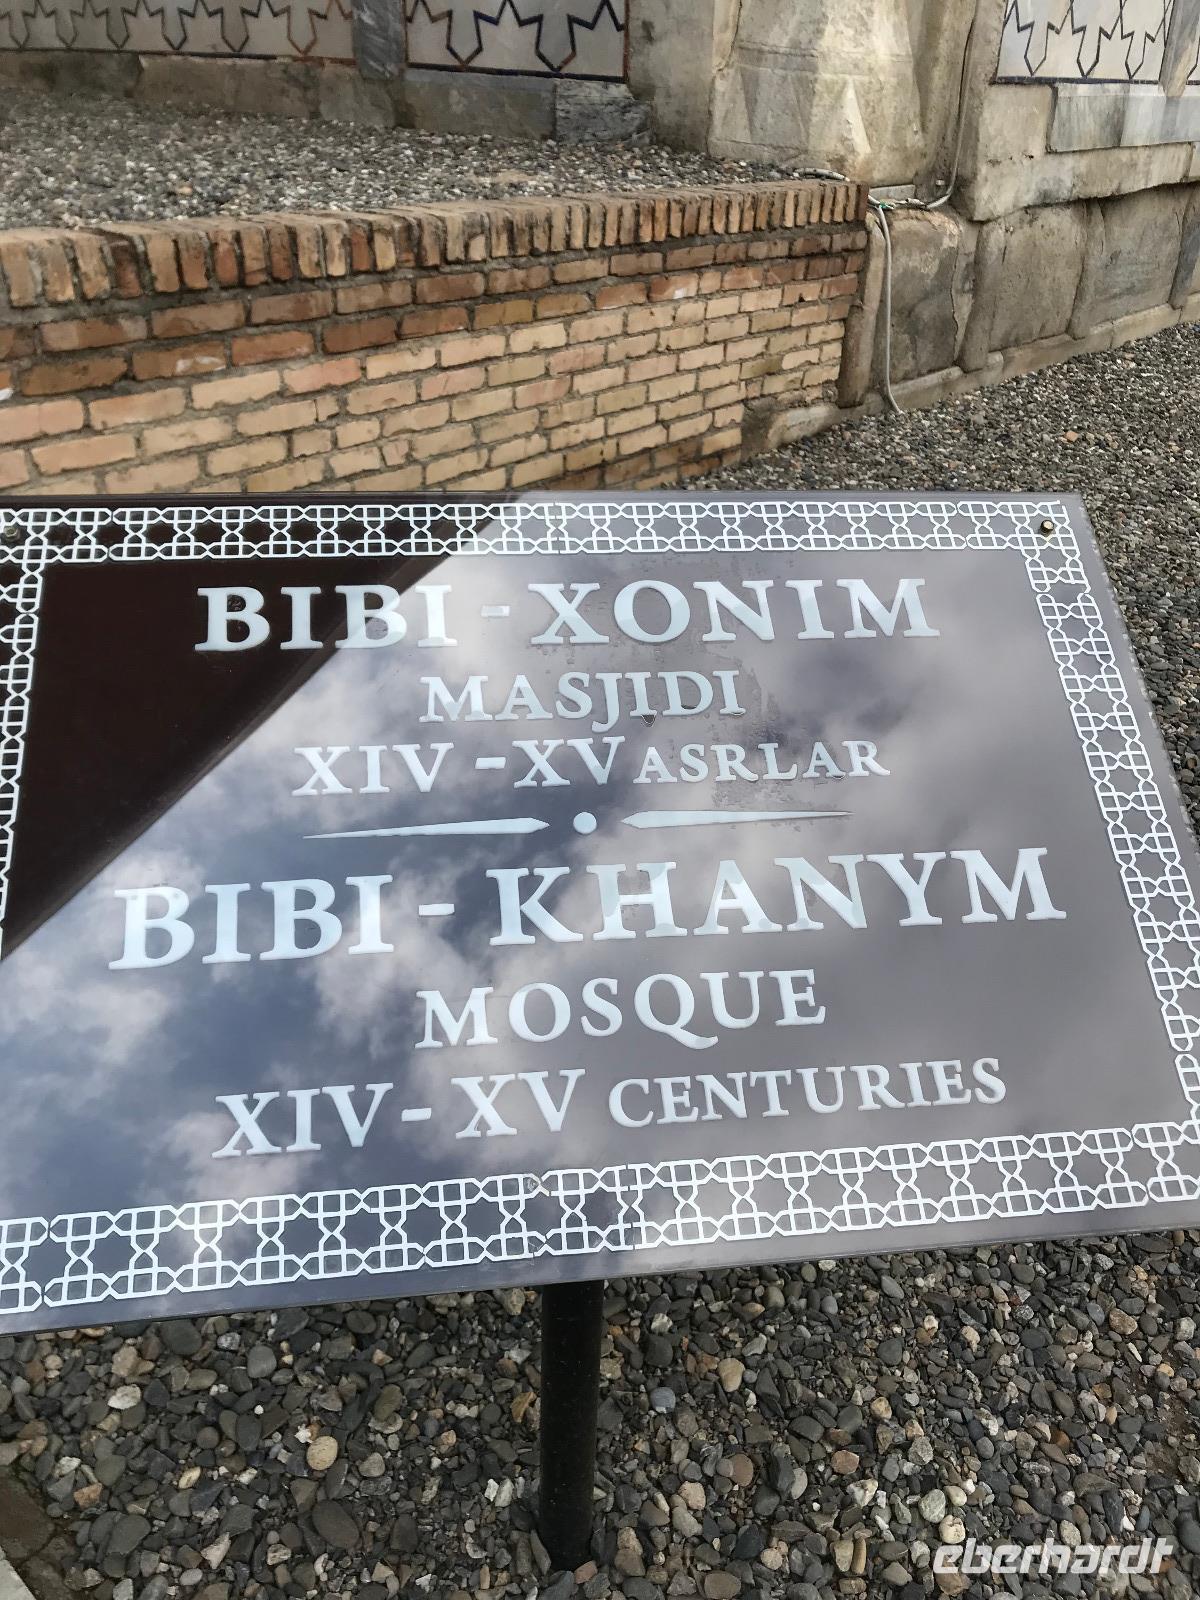 BIBI - XONIM
MASJIDI
XIV - XV ASRLAR
BIBI - KHANYM
MOSQUE
XIV - XV CENTURIES
eberhardt